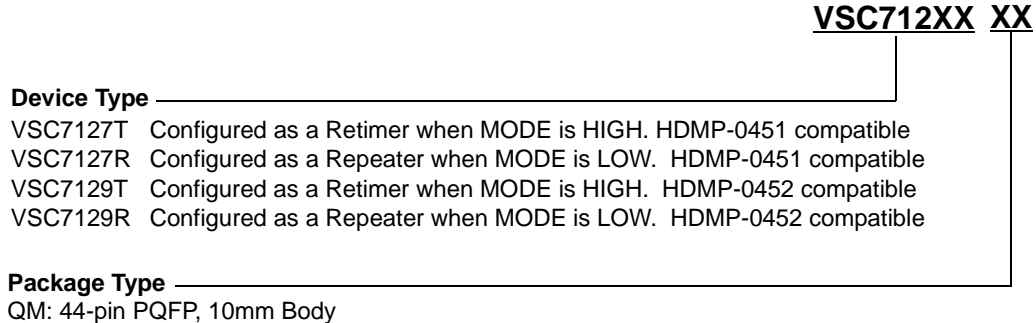 VSC712XX XX
Device Type
VSC7127T Configured as a Retimer when MODE is HIGH. HDMP-0451 compatible
VSC7127R Configured as a Repeater when MODE is LOW. HDMP-0451 compatible
VSC7129T Configured as a Retimer when MODE is HIGH. HDMP-0452 compatible
VSC7129R Configured as a Repeater when MODE is LOW. HDMP-0452 compatible
Package Type
QM: 44-pin PQFP, 10mm Body